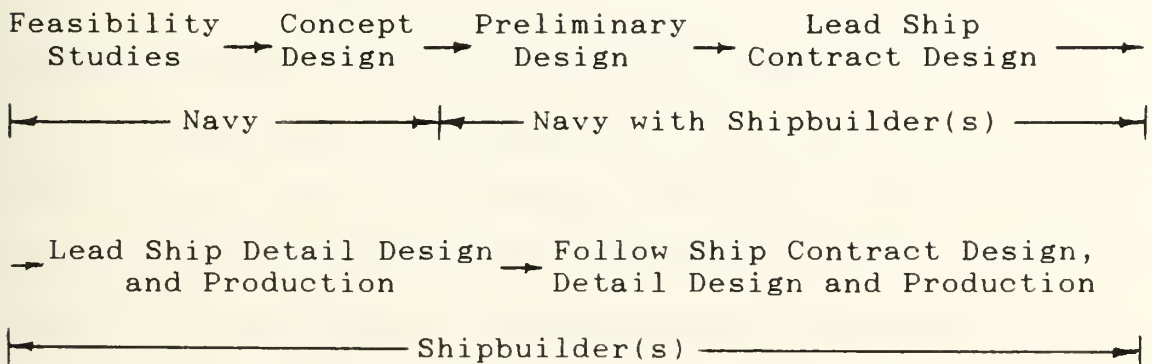 Feasibility Concept Preliminary Lead Ship
Studies Design Design Contract Design
Navy Navy with Shipbuilder(s)
Lead Ship Detail Design Follow Ship Contract Design,
and Production Detail Design and Production
Shipbuilder(s)